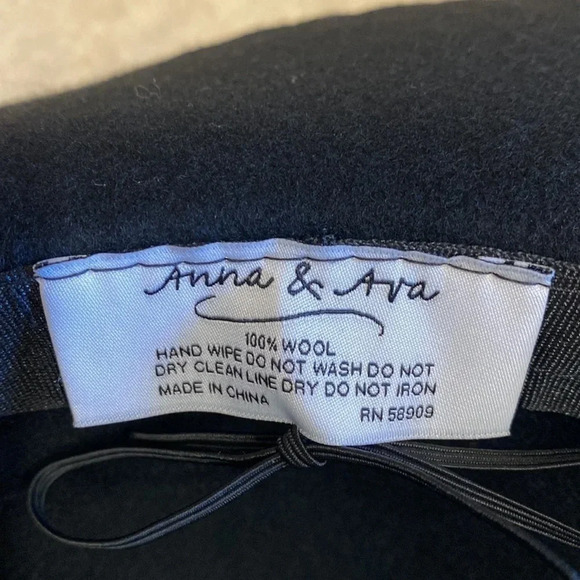 Anna & Ava
100% WOOL
HAND WIPE DO NOT WASH DO NOT
DRY CLEAN LINE DRY DO NOT IRON
MADE IN CHINA RN 58909